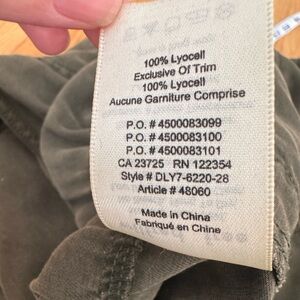 100% Lyocell
Exclusive Of Trim
100% Lyocell
Aucune Garniture Comprise
P.O. # 4500083099
P.O. # 4500083100
P.O. # 4500083101
CA 23725 RN 122354
Style # DLY7-6220-28
Article # 48060
Made in China
Fabriqué en Chine